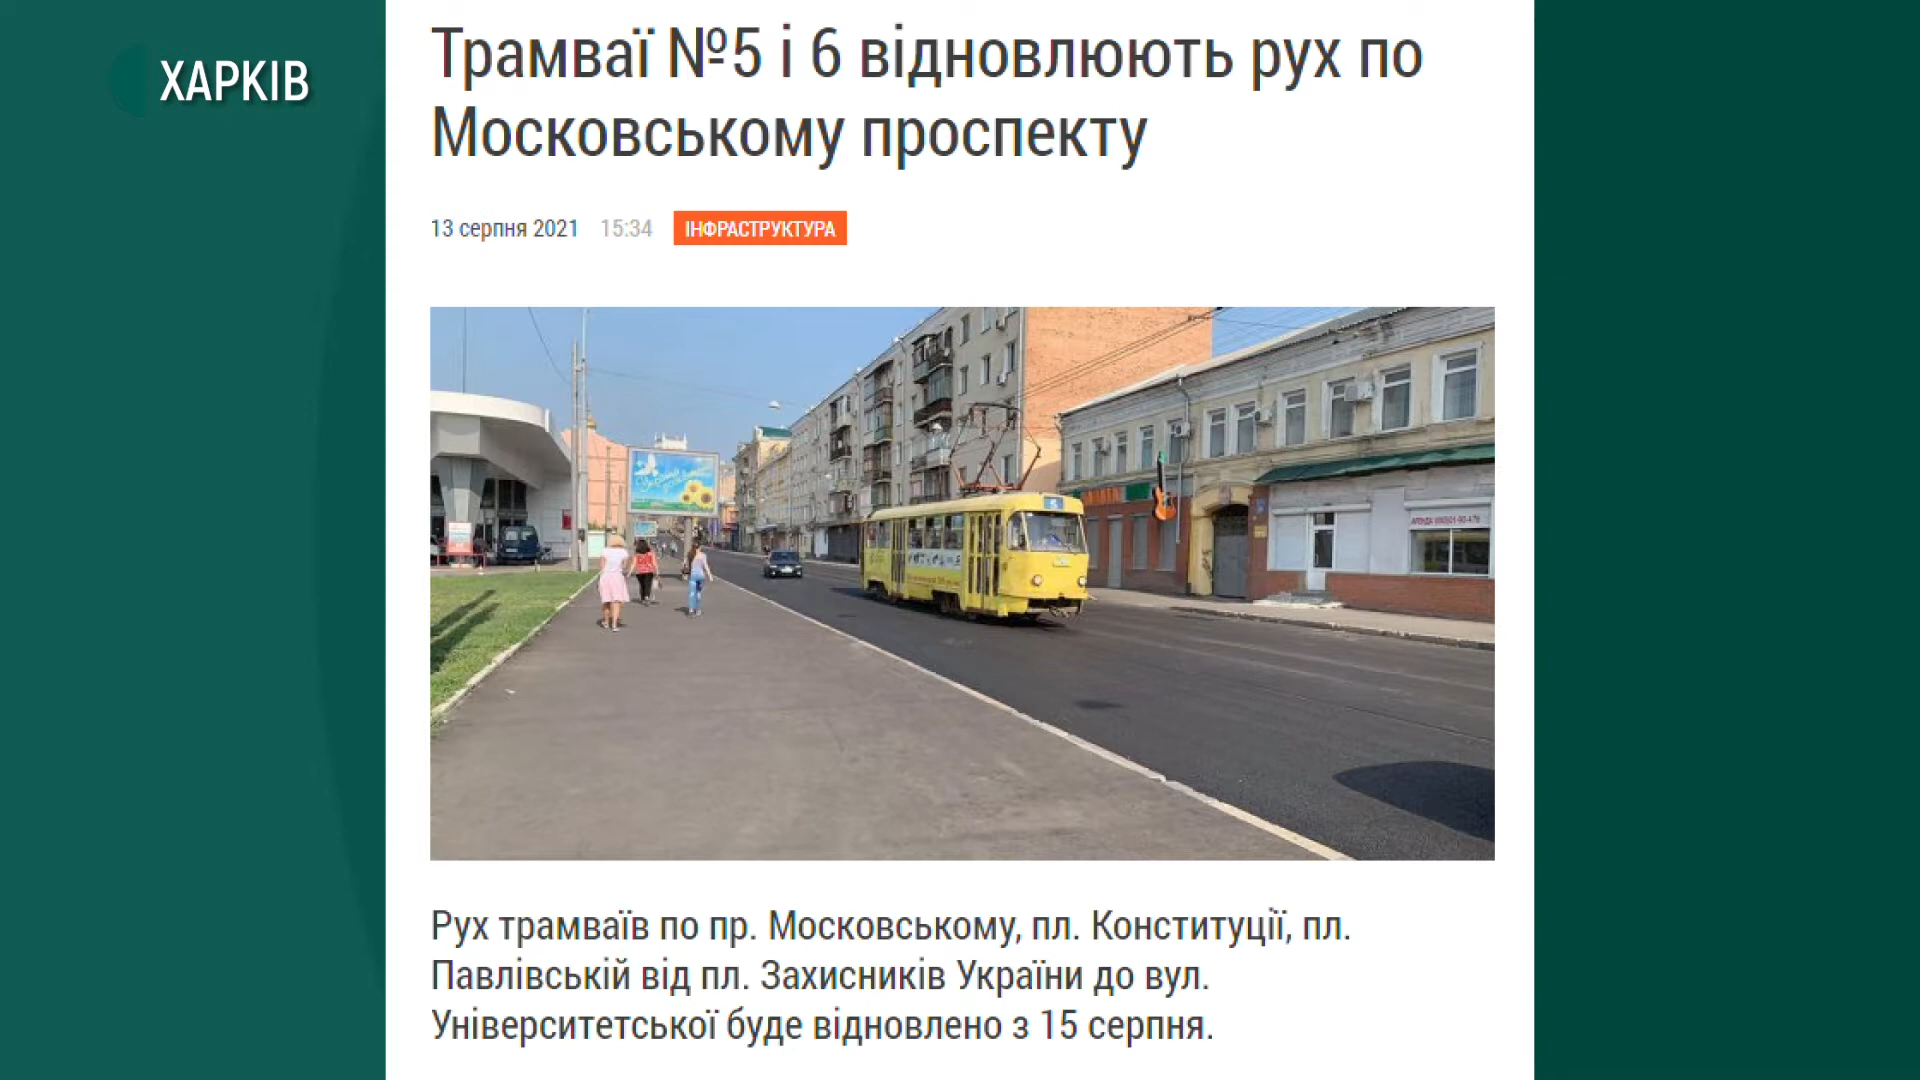 ХАРКІВ
Трамваї №5 і 6 відновлюють рух по
Московському проспекту
13 серпня 2021 15:34 ІНФРАСТРУКТУРА
Рух трамваїв по пр. Московському, пл. Конституції, пл.
Павлівській від пл. Захисників України до вул.
Університетської буде відновлено з 15 серпня.